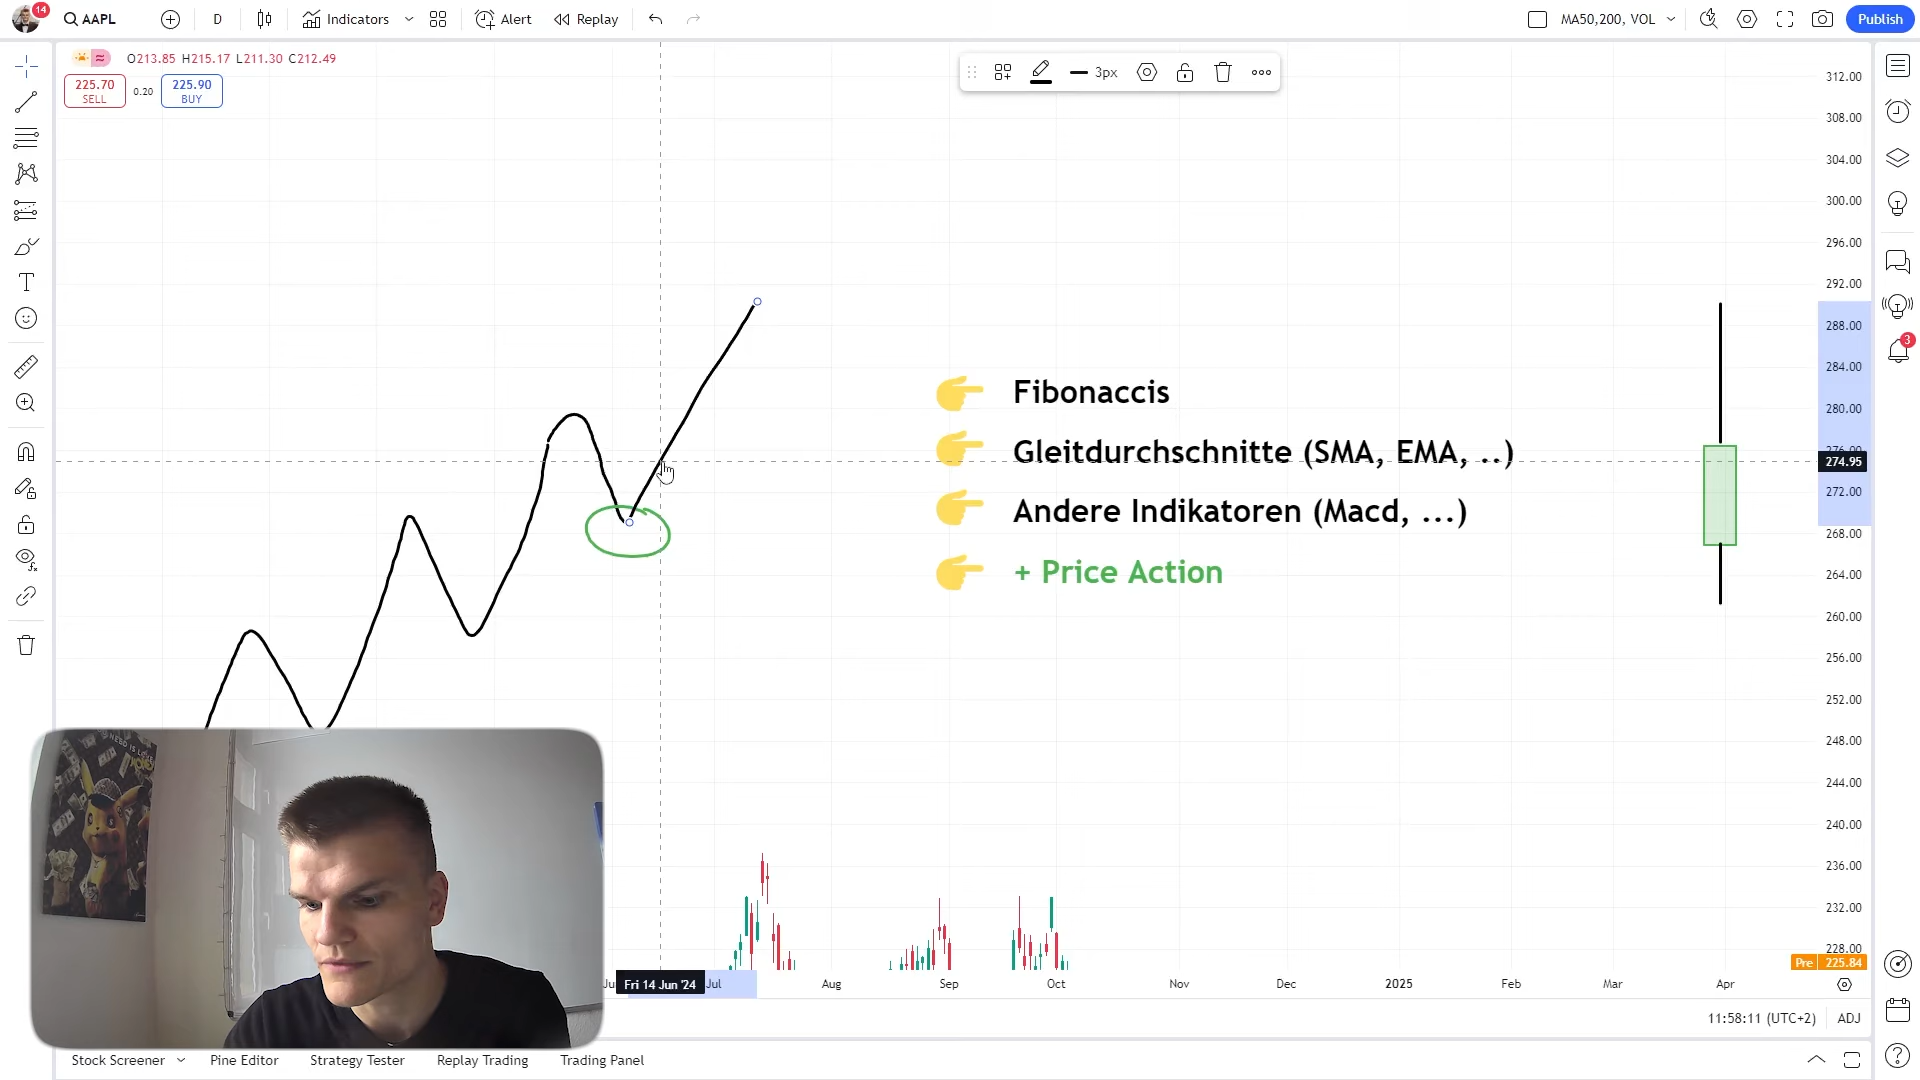 14
AAPL
D
Indicators
Alert
Replay
MA50,200, VOL
Publish
O213.85 H215.17 L211.30 C212.49
225.70
SELL
0.20
225.90
BUY
3px
312.00
308.00
304.00
300.00
296.00
292.00
288.00
284.00
280.00
276.00
274.95
272.00
268.00
264.00
260.00
256.00
252.00
248.00
244.00
240.00
236.00
232.00
228.00
Pre 225.84
3
Fibonaccis
Gleitdurchschnitte (SMA, EMA, ..)
Andere Indikatoren (Macd, ...)
+ Price Action
Fri 14 Jun '24
Jul
Aug
Sep
Oct
Nov
Dec
2025
Feb
Mar
Apr
11:58:11 (UTC+2)
ADJ
Stock Screener
Pine Editor
Strategy Tester
Replay Trading
Trading Panel